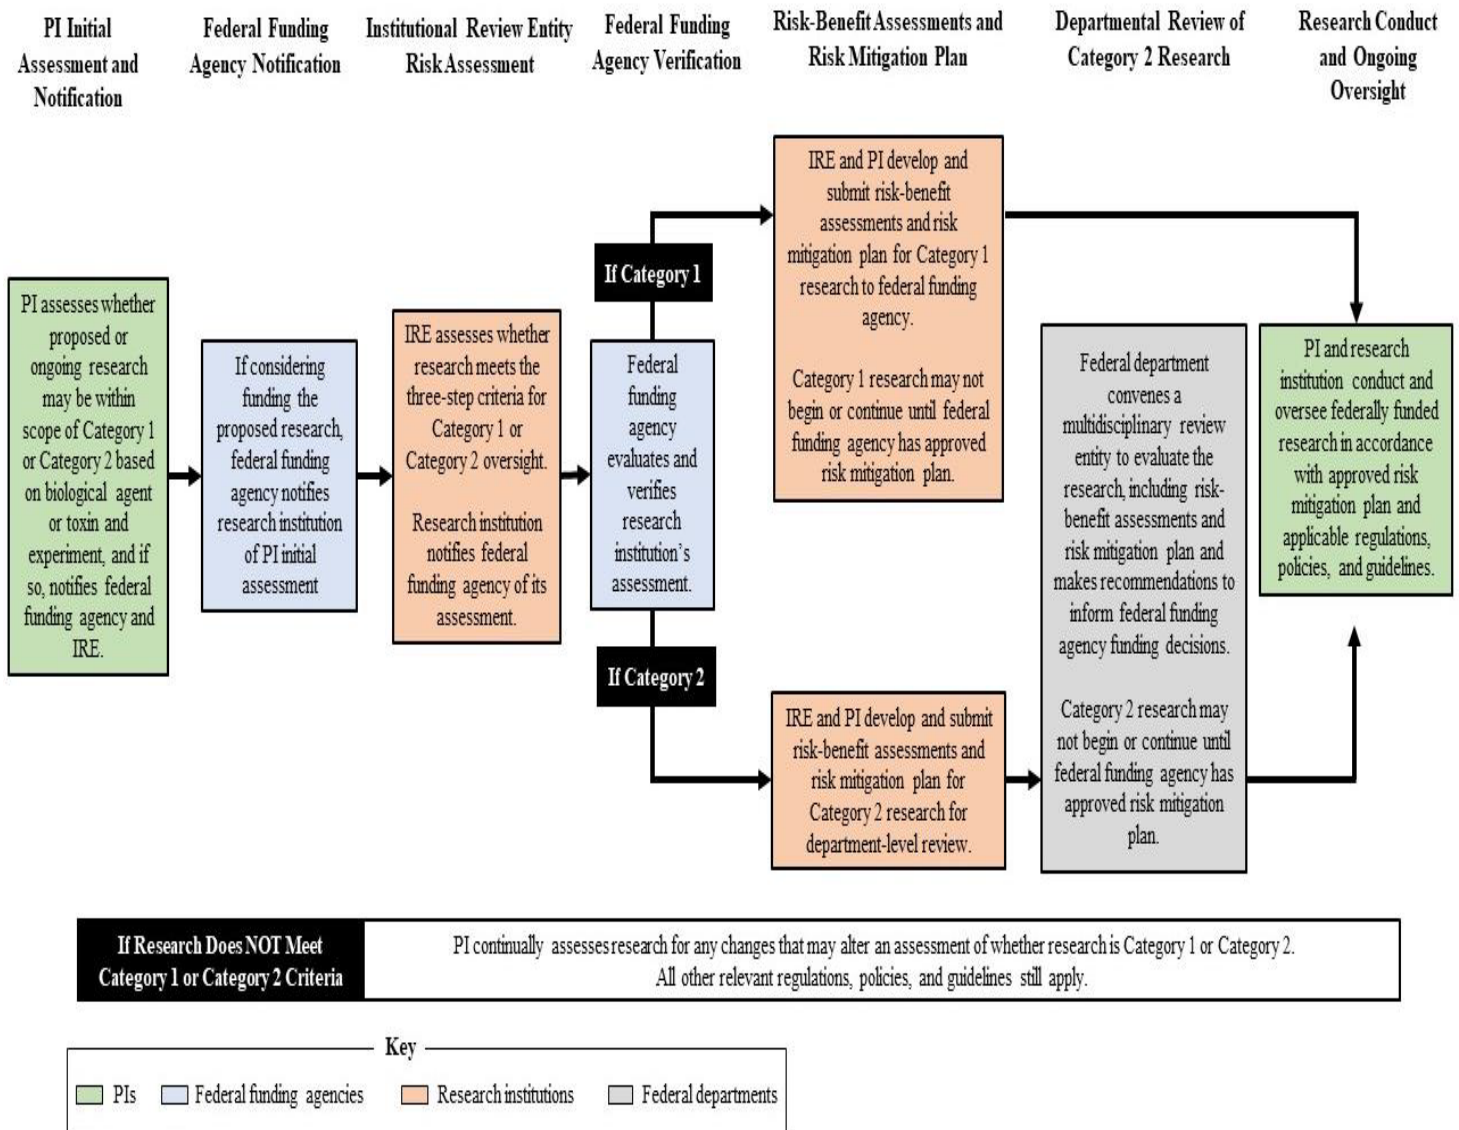 PI Initial
Assessment and
Notification
Federal Funding
Agency Notification
Institutional Review Entity
Risk Assessment
Federal Funding
Agency Verification
Risk-Benefit Assessments and
Risk Mitigation Plan
Departmental Review of
Category 2 Research
Research Conduct
and Ongoing
Oversight
PI assesses whether
proposed or
ongoing research
may be within
scope of Category 1
or Category 2 based
on biological agent
or toxin and
experiment, and if
so, notifies federal
funding agency and
IRE.
If considering
funding the
proposed research,
federal funding
agency notifies
research institution
of PI initial
assessment
IRE assesses whether
research meets the
three-step criteria for
Category 1 or
Category 2 oversight.
Research institution
notifies federal
funding agency of its
assessment.
If Category 1
Federal
funding
agency
evaluates and
verifies
research
institution's
assessment.
If Category 2
IRE and PI develop and
submit risk-benefit
assessments and risk
mitigation plan for Category 1
research to federal funding
agency.
Category 1 research may not
begin or continue until federal
funding agency has approved
risk mitigation plan.
IRE and PI develop and submit
risk-benefit assessments and
risk mitigation plan for
Category 2 research for
department-level review.
Federal department
convenes a
multidisciplinary review
entity to evaluate the
research, including risk-
benefit assessments and
risk mitigation plan and
makes recommendations to
inform federal funding
agency funding decisions.
Category 2 research may
not begin or continue until
federal funding agency has
approved risk mitigation
plan.
PI and research
institution conduct and
oversee federally funded
research in accordance
with approved risk
mitigation plan and
applicable regulations,
policies, and guidelines.
If Research Does NOT Meet
Category 1 or Category 2 Criteria
PI continually assesses research for any changes that may alter an assessment of whether research is Category 1 or Category 2.
All other relevant regulations, policies, and guidelines still apply.
Key
PIs
Federal funding agencies
Research institutions
Federal departments